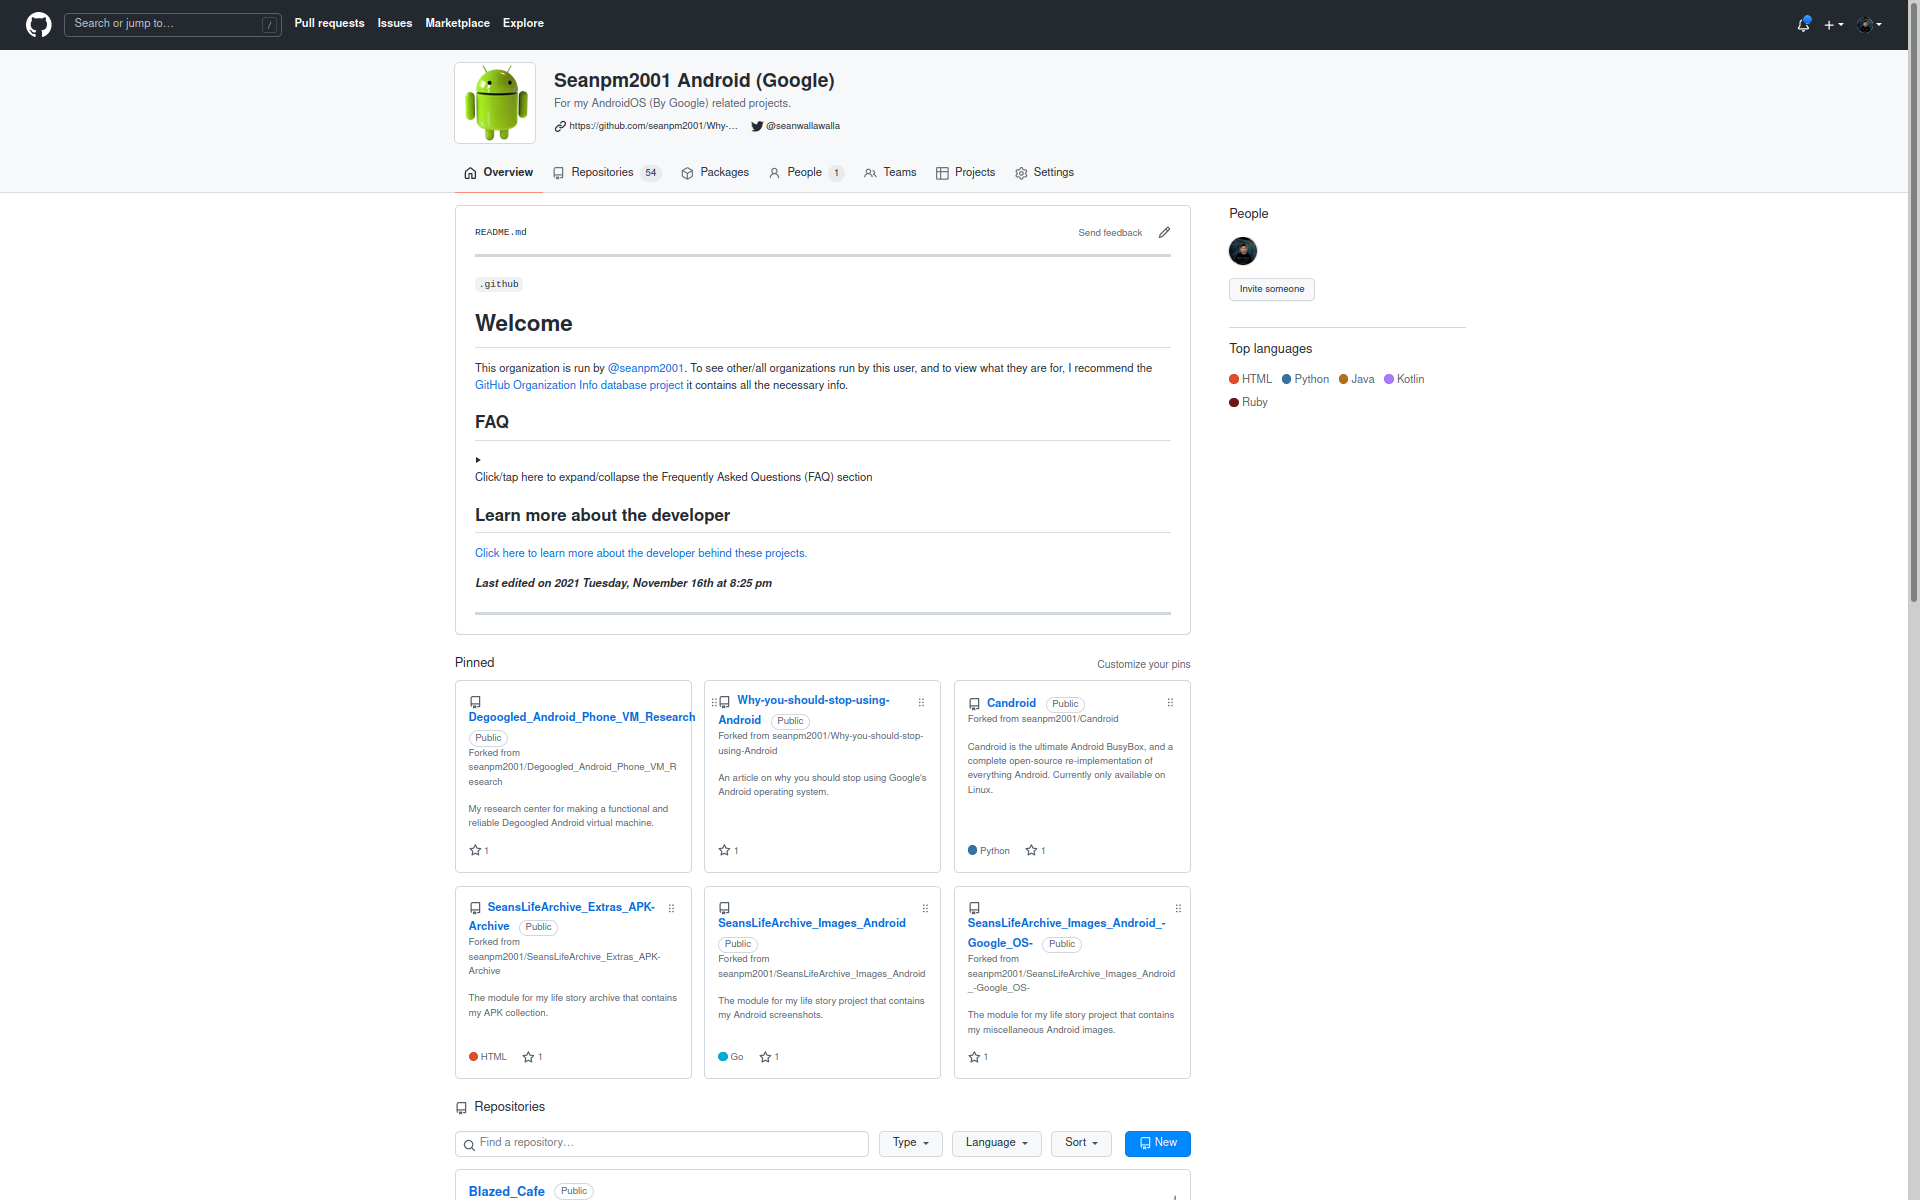 Search or jump to...
/
Pull requests Issues Marketplace Explore
Seanpm2001 Android (Google)
For my AndroidOS (By Google) related projects.
https://github.com/seanpm2001/Why-... @seanwallawalla
Overview Repositories 54 Packages People 1 Teams Projects Settings
README.md
Send feedback
.github
Welcome
This organization is run by @seanpm2001. To see other/all organizations run by this user, and to view what they are for, I recommend the
GitHub Organization Info database project it contains all the necessary info.
FAQ
Click/tap here to expand/collapse the Frequently Asked Questions (FAQ) section
Learn more about the developer
Click here to learn more about the developer behind these projects.
Last edited on 2021 Tuesday, November 16th at 8:25 pm
People
Invite someone
Top languages
HTML Python Java Kotlin
Ruby
Pinned
Customize your pins
Degoogled_Android_Phone_VM_Research
Public
Forked from
seanpm2001/Degoogled_Android_Phone_VM_R
esearch
My research center for making a functional and
reliable Degoogled Android virtual machine.
1
Why-you-should-stop-using-
Android Public
Forked from seanpm2001/Why-you-should-stop-
using-Android
An article on why you should stop using Google's
Android operating system.
1
Candroid Public
Forked from seanpm2001/Candroid
Candroid is the ultimate Android BusyBox, and a
complete open-source re-implementation of
everything Android. Currently only available on
Linux.
Python 1
SeansLifeArchive_Extras_APK-
Archive Public
Forked from
seanpm2001/SeansLifeArchive_Extras_APK-
Archive
The module for my life story archive that contains
my APK collection.
HTML 1
SeansLifeArchive_Images_Android
Public
Forked from
seanpm2001/SeansLifeArchive_Images_Android
The module for my life story project that contains
my Android screenshots.
Go 1
SeansLifeArchive_Images_Android_-
Google_OS- Public
Forked from
seanpm2001/SeansLifeArchive_Images_Android
_-Google_OS-
The module for my life story project that contains
my miscellaneous Android images.
1
Repositories
Find a repository...
Type Language Sort New
Blazed_Cafe Public